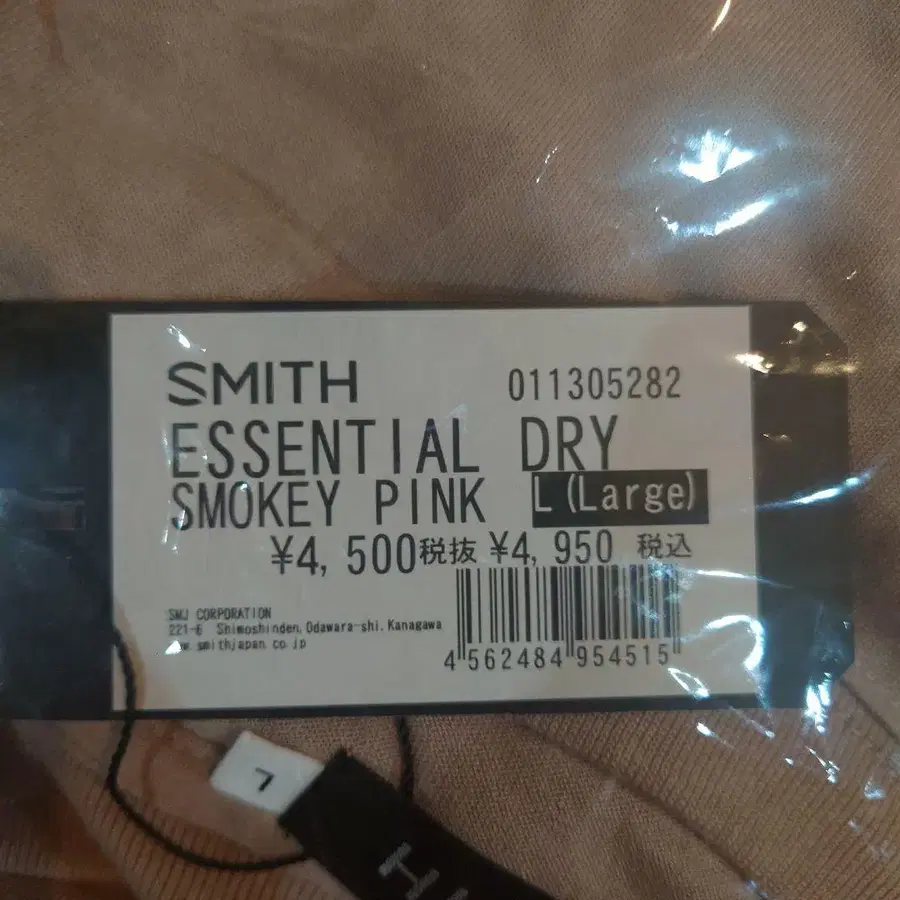 SMITH 011305282
ESSENTIAL DRY
SMOKEY PINK L(Large)
¥4,500税抜 ¥4,950 税込
SMJ CORPORATION
221-6 Shimoshinden,Odawara-shi.Kanagawa
smithjapan.co.jp
4 562484 954515
L